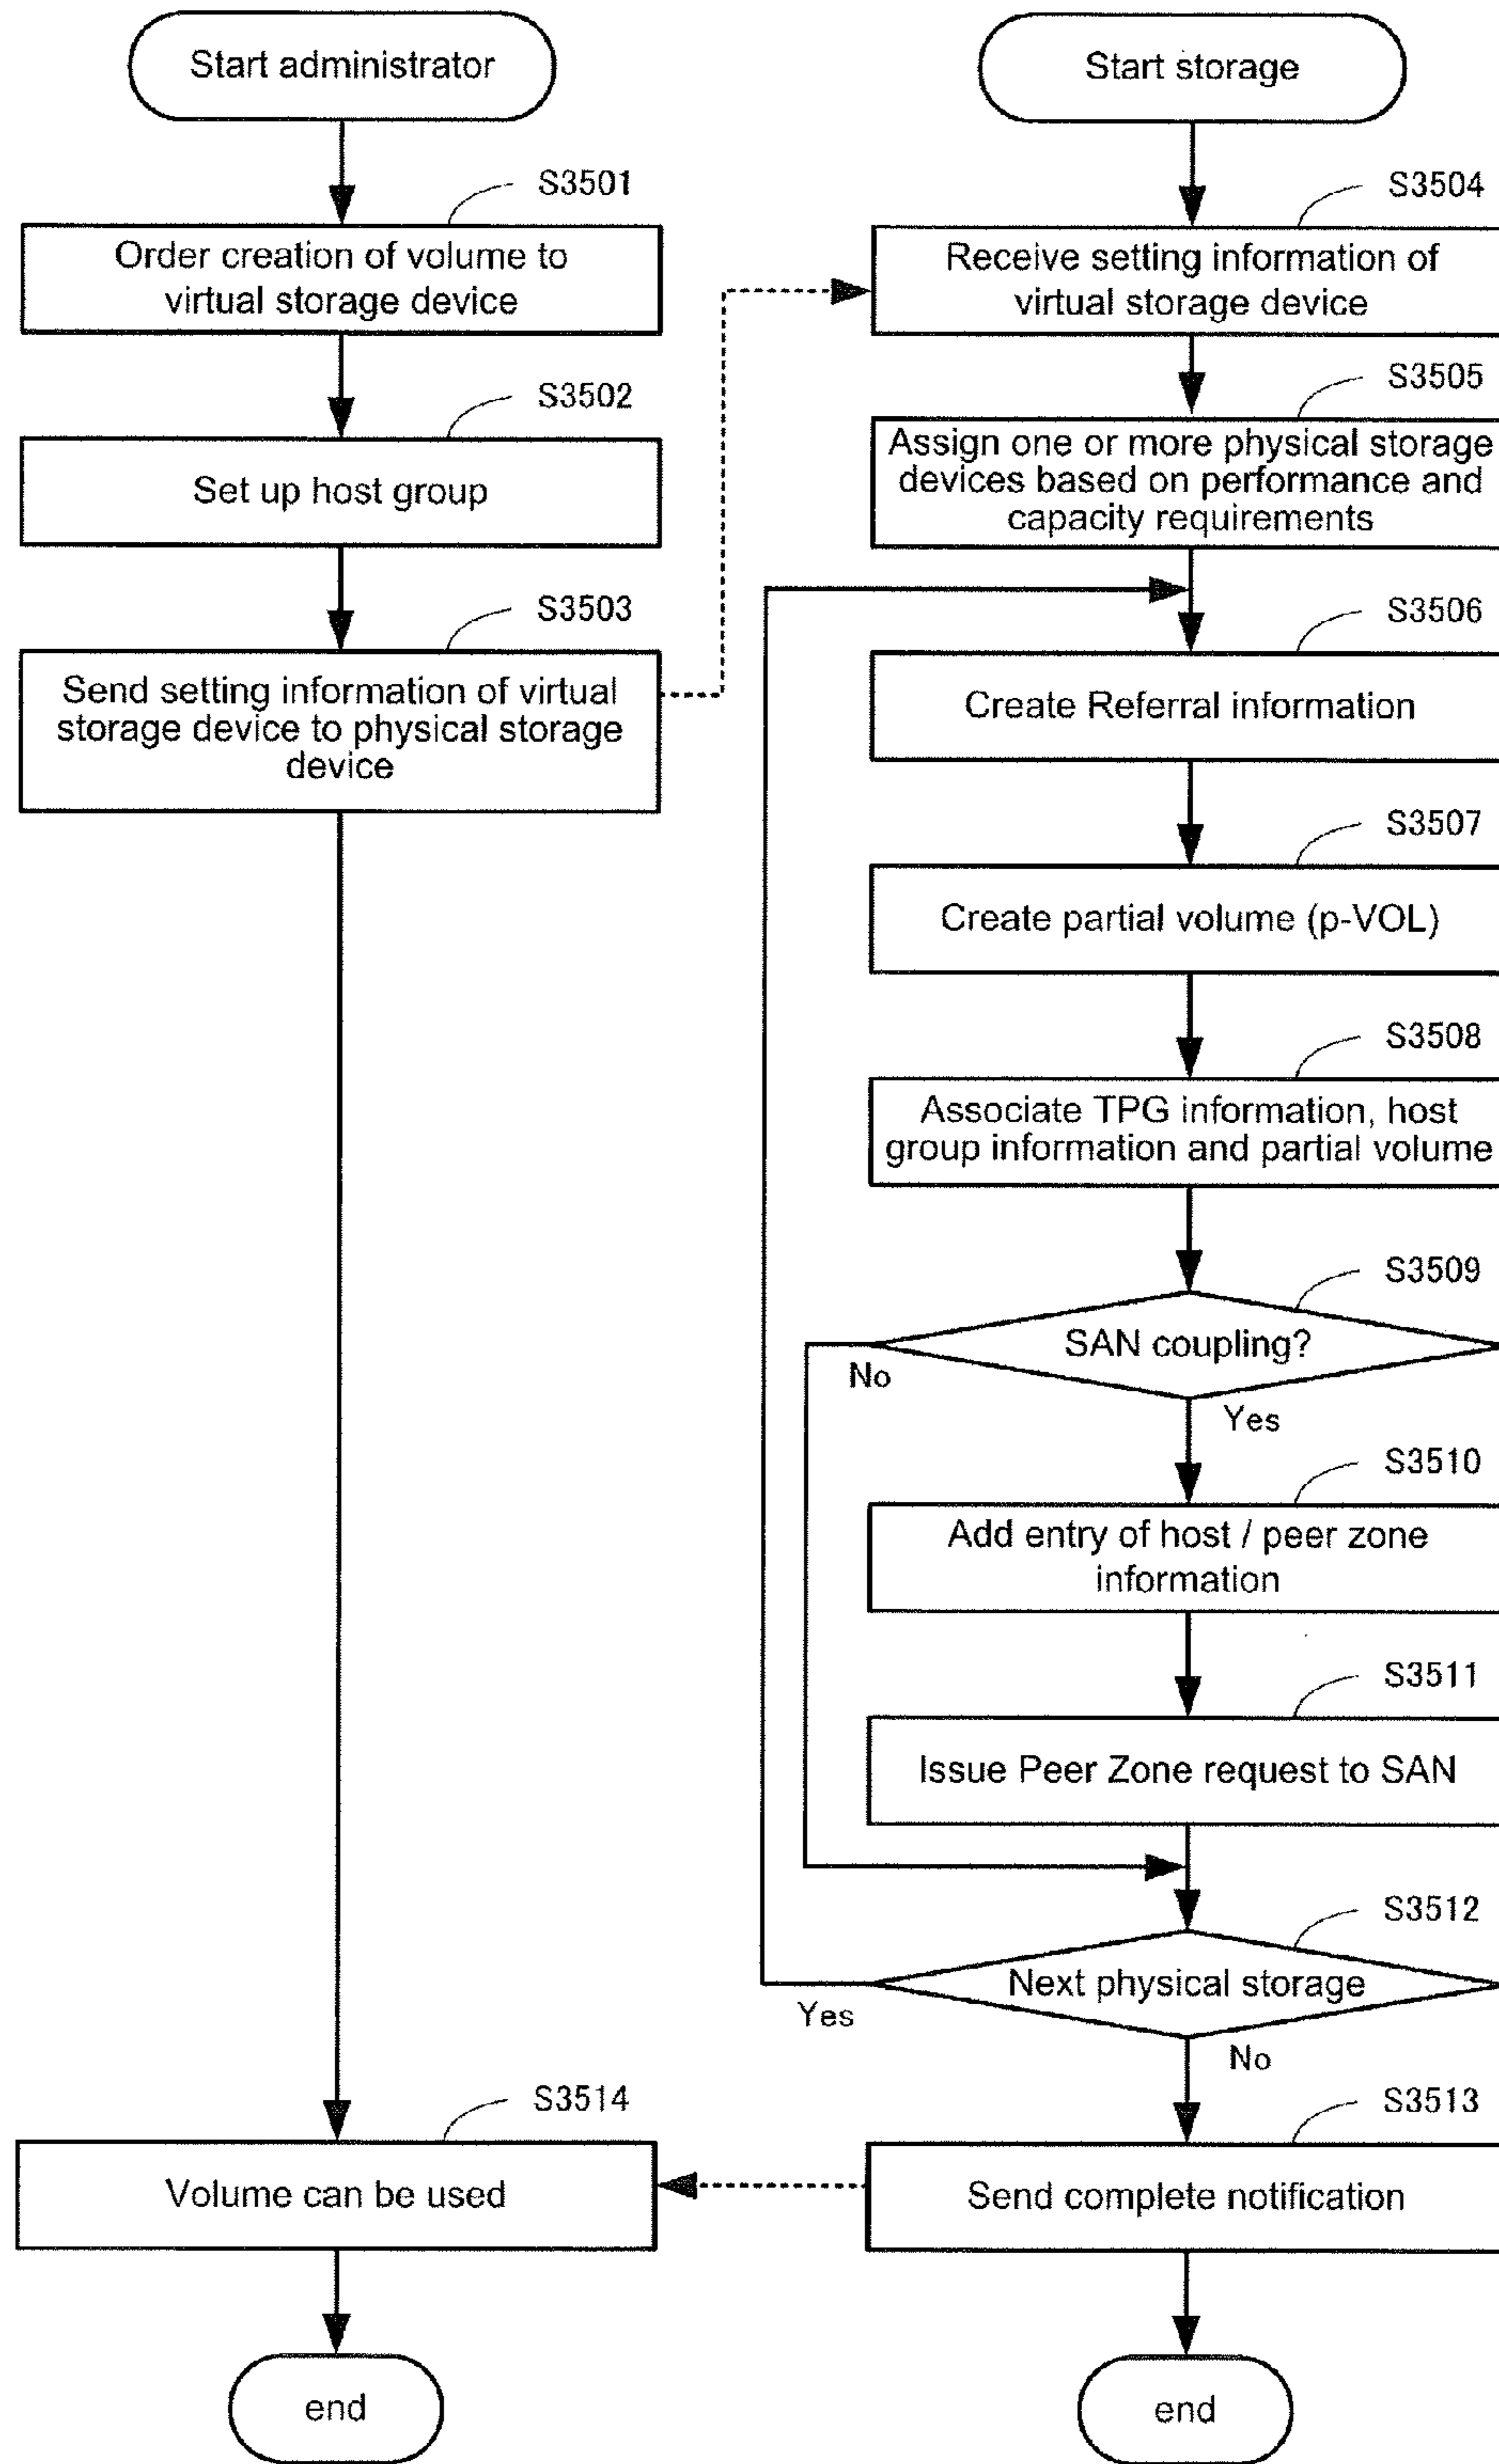 Start administrator
S3501
Order creation of volume to
virtual storage device
S3502
Set up host group
S3503
Send setting information of virtual
storage device to physical storage
device
S3514
Volume can be used
end
Start storage
S3504
Receive setting information of
virtual storage device
S3505
Assign one or more physical storage
devices based on performance and
capacity requirements
S3506
Create Referral information
S3507
Create partial volume (p-VOL)
S3508
Associate TPG information, host
group information and partial volume
S3509
SAN coupling?
No
Yes
S3510
Add entry of host / peer zone
information
S3511
Issue Peer Zone request to SAN
S3512
Next physical storage
Yes
No
S3513
Send complete notification
end